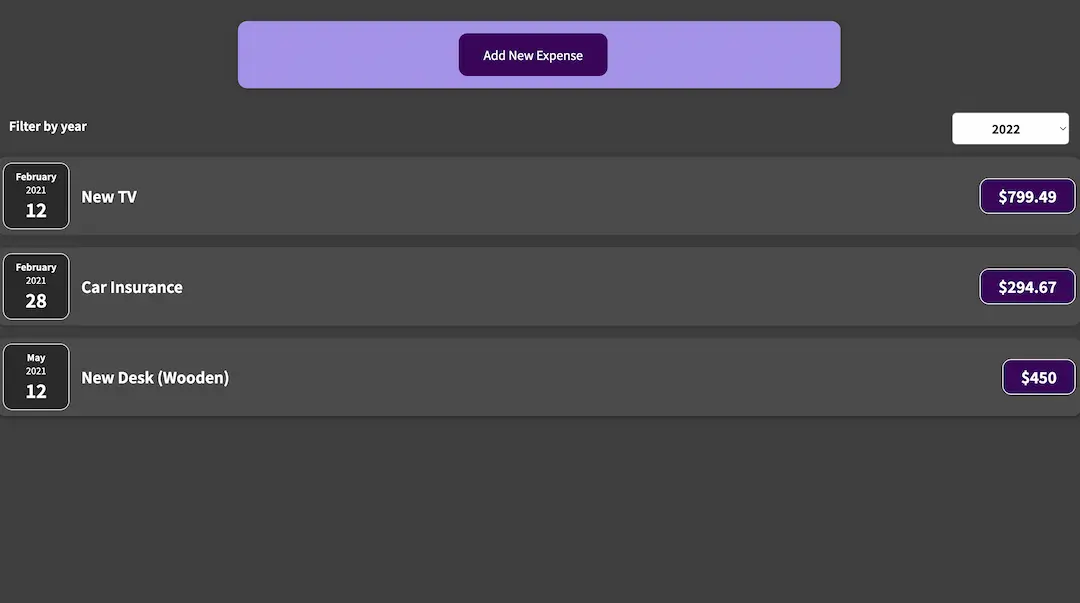 Add New Expense
Filter by year
2022
February
2021
12
New TV
$799.49
February
2021
28
Car Insurance
$294.67
May
2021
12
New Desk (Wooden)
$450